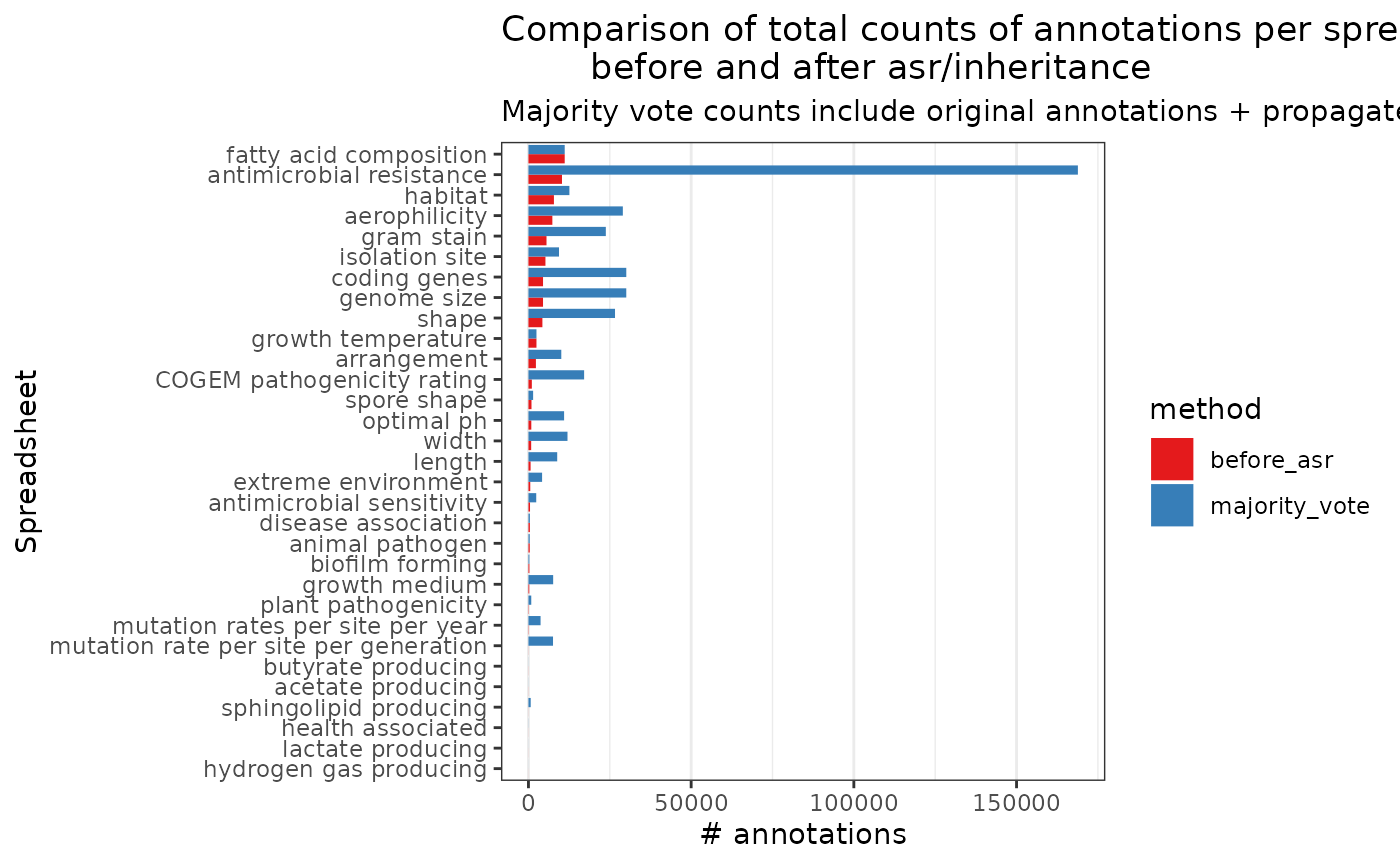 Comparison of total counts of annotations per spre
before and after asr/inheritance
Majority vote counts include original annotations + propagate
fatty acid composition
antimicrobial resistance
habitat
aerophilicity
gram stain
isolation site
coding genes
genome size
shape
growth temperature
arrangement
COGEM pathogenicity rating
spore shape
optimal ph
width
length
extreme environment
antimicrobial sensitivity
disease association
animal pathogen
biofilm forming
growth medium
plant pathogenicity
mutation rates per site per year
mutation rate per site per generation
butyrate producing
acetate producing
sphingolipid producing
health associated
lactate producing
hydrogen gas producing
Spreadsheet
0 50000 100000 150000
# annotations
method
before_asr
majority_vote